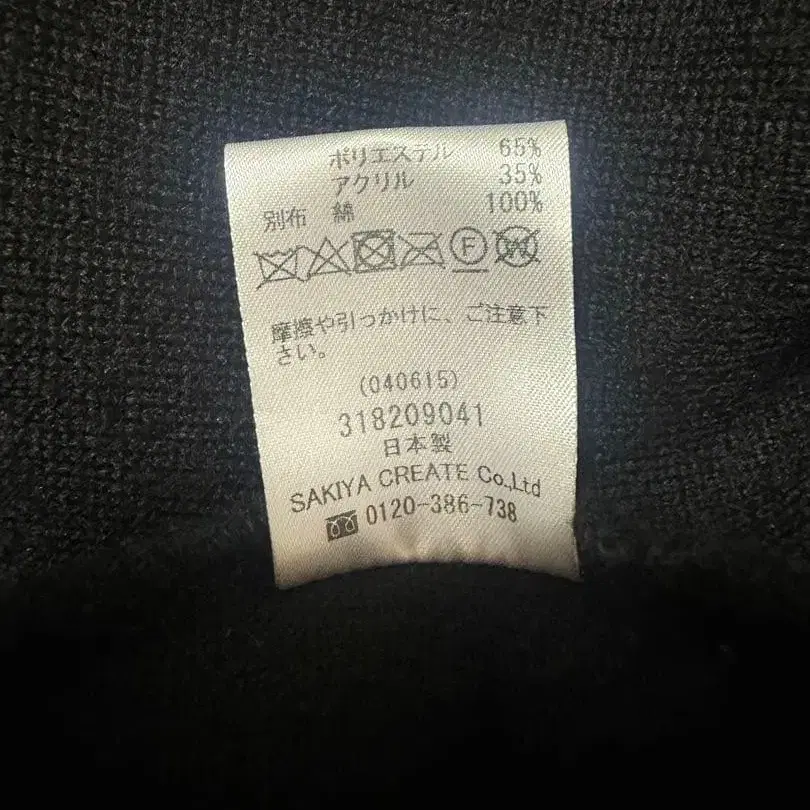 ポリエステル 65%
アクリル 35%
別布 綿 100%
F W
摩擦や引っかけに、ご注意下
さい。
(040615)
318209041
日本製
SAKIYA CREATE Co.,Ltd
0120-386-738